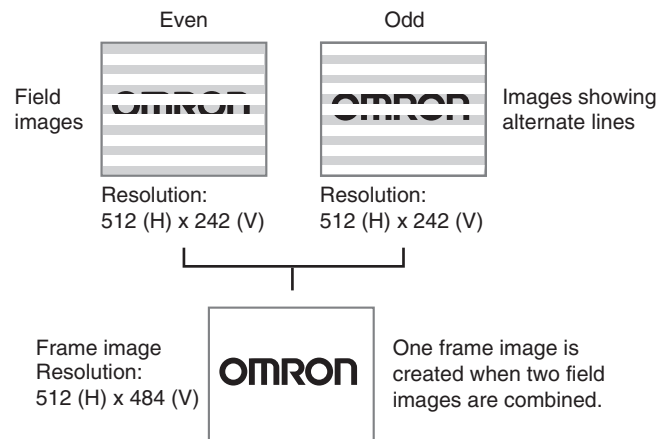 Even
Odd
Field
images
OMRON
OMRON
Images showing
alternate lines
Resolution:
512 (H) x 242 (V)
Resolution:
512 (H) x 242 (V)
Frame image
Resolution:
512 (H) x 484 (V)
OMRON
One frame image is
created when two field
images are combined.